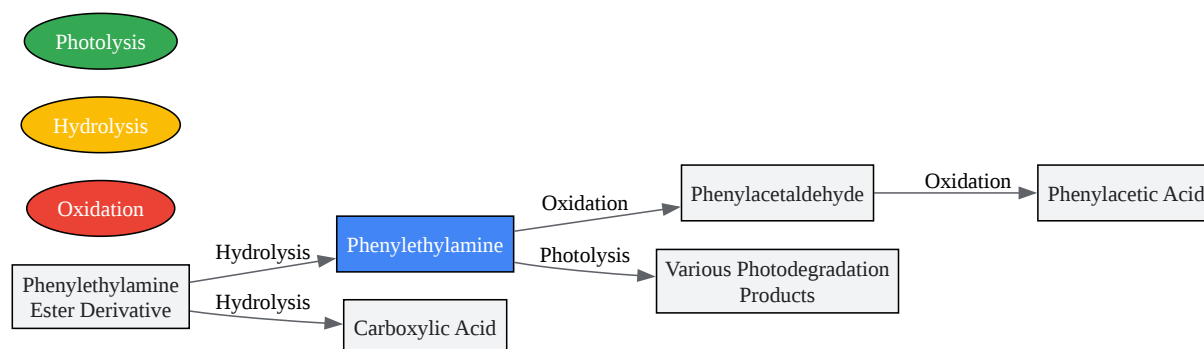 Photolysis
Hydrolysis
Oxidation
Phenylethylamine
Ester Derivative
Hydrolysis
Hydrolysis
Phenylethylamine
Carboxylic Acid
Oxidation
Photolysis
Phenylacetaldehyde
Various Photodegradation
Products
Oxidation
Phenylacetic Acid